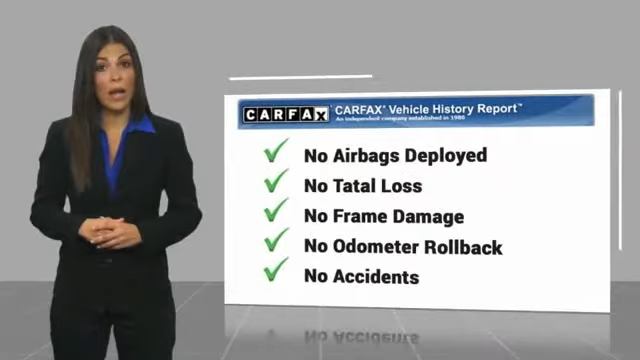 CARFAX CARFAX® Vehicle History Report™
An independent company established in 1986
No Airbags Deployed
No Tatal Loss
No Frame Damage
No Odometer Rollback
No Accidents